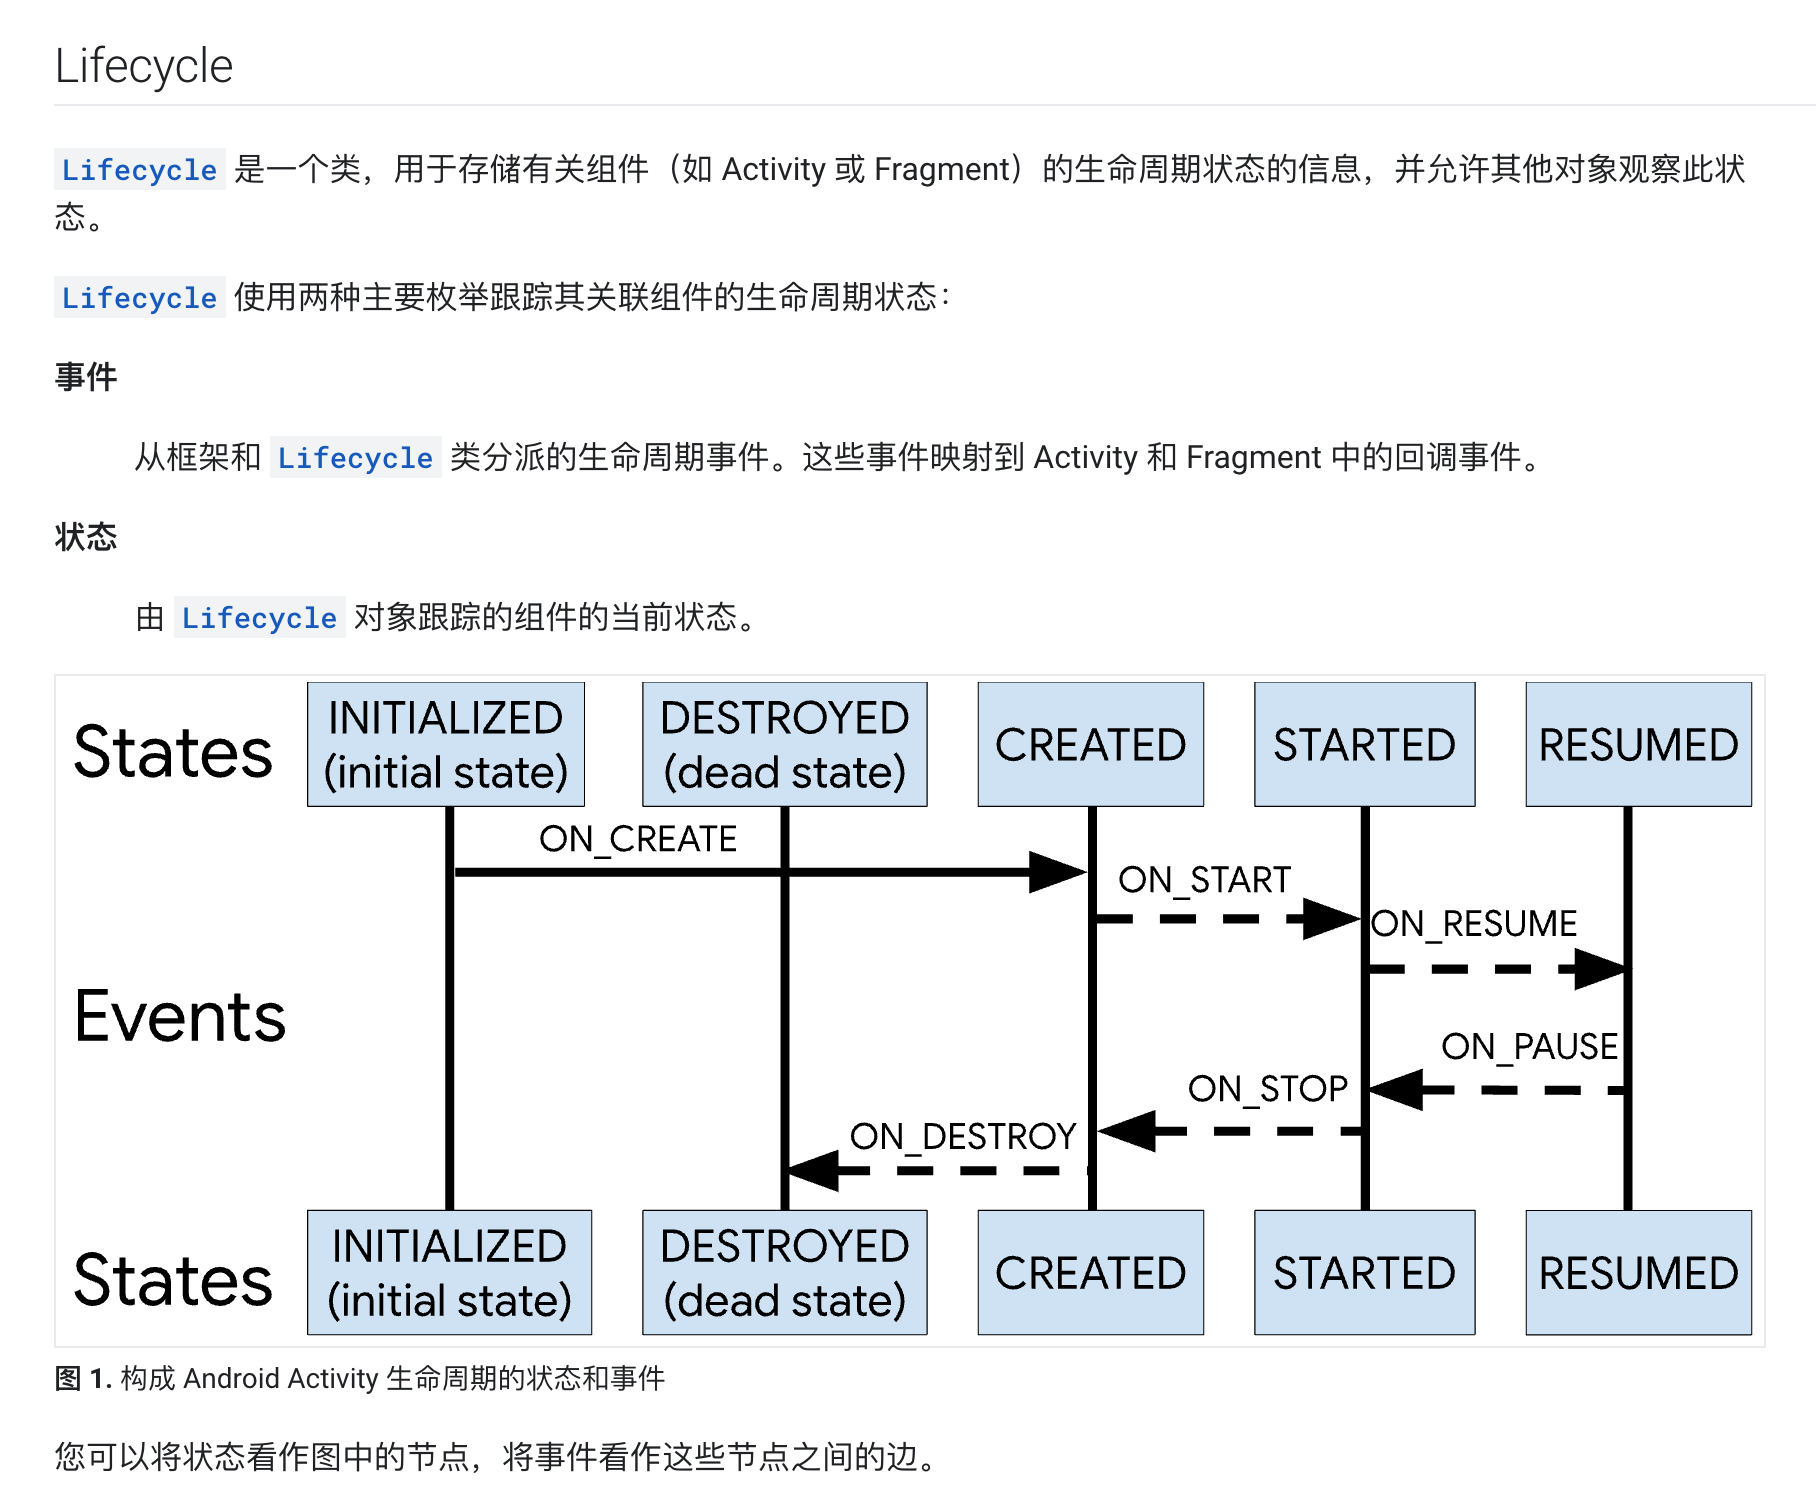 Lifecycle
Lifecycle 是一个类，用于存储有关组件（如 Activity 或 Fragment）的生命周期状态的信息，并允许其他对象观察此状
态。
Lifecycle 使用两种主要枚举跟踪其关联组件的生命周期状态：
事件
从框架和 Lifecycle 类分派的生命周期事件。这些事件映射到 Activity 和 Fragment 中的回调事件。
状态
由 Lifecycle 对象跟踪的组件的当前状态。
States
INITIALIZED
(initial state)
DESTROYED
(dead state)
CREATED
STARTED
RESUMED
ON_CREATE
ON_START
ON_RESUME
Events
ON_PAUSE
ON_STOP
ON_DESTROY
States
INITIALIZED
(initial state)
DESTROYED
(dead state)
CREATED
STARTED
RESUMED
图 1. 构成 Android Activity 生命周期的状态和事件
您可以将状态看作图中的节点，将事件看作这些节点之间的边。